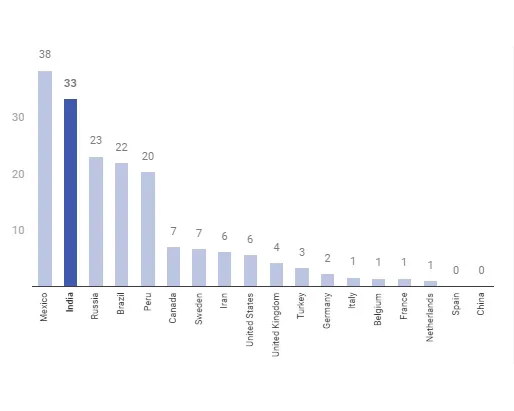 38
33
30
23
22
20
20
10
7
7
6
6
4
3
2
1
1
1
1
0
0
Mexico
India
Russia
Brazil
Peru
Canada
Sweden
Iran
United States
United Kingdom
Turkey
Germany
Italy
Belgium
France
Netherlands
Spain
China